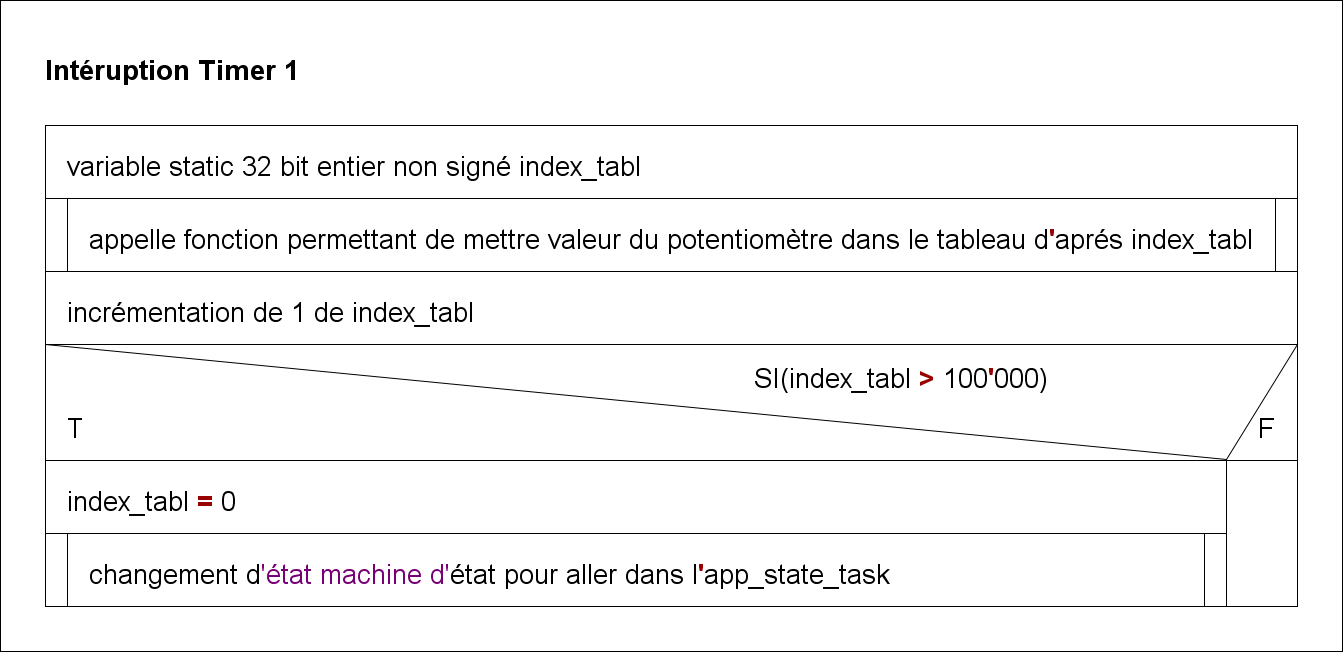 Intéruption Timer 1
variable static 32 bit entier non signé index_tabl
appelle fonction permettant de mettre valeur du potentiomètre dans le tableau d'aprés index_tabl
incrémentation de 1 de index_tabl
SI(index_tabl > 100'000)
T
F
index_tabl = 0
changement d'état machine d'état pour aller dans l'app_state_task